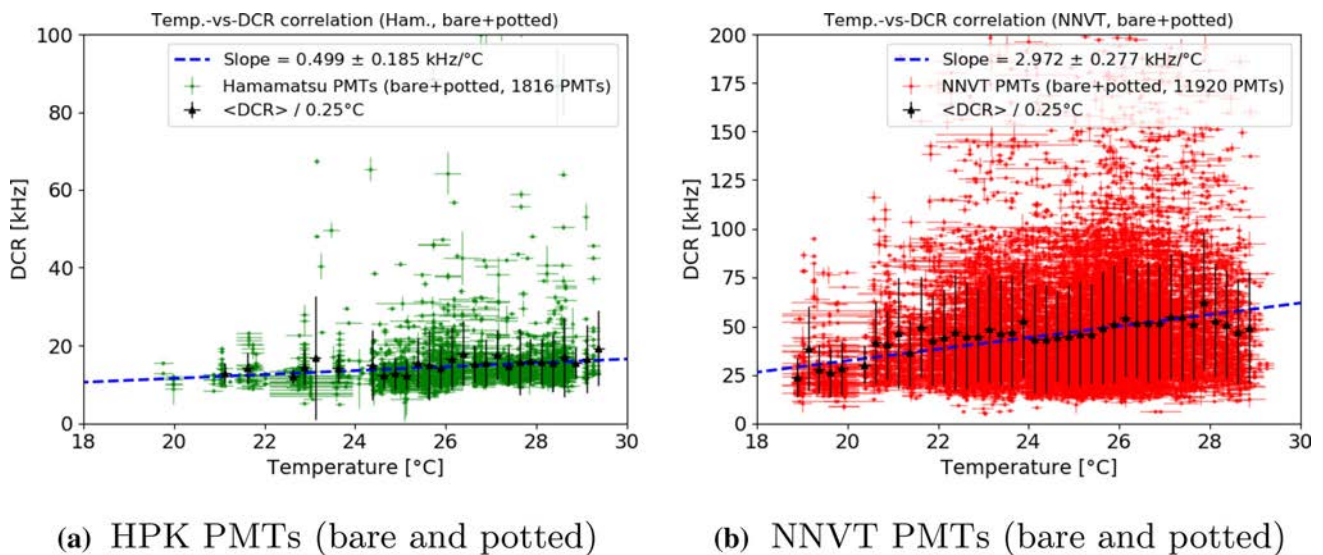 Temp.-vs-DCR correlation (Ham., bare+potted)
100
80
60
40
20
0
DCR [kHz]
Slope = 0.499 ± 0.185 kHz/°C
Hamamatsu PMTs (bare+potted, 1816 PMTs)
<DCR> / 0.25°C
18 20 22 24 26 28 30
Temperature [°C]
(a) HPK PMTs (bare and potted)
Temp.-vs-DCR correlation (NNVT, bare+potted)
200
175
150
125
100
75
50
25
0
DCR [kHz]
Slope = 2.972 ± 0.277 kHz/°C
NNVT PMTs (bare+potted, 11920 PMTs)
<DCR> / 0.25°C
18 20 22 24 26 28 30
Temperature [°C]
(b) NNVT PMTs (bare and potted)